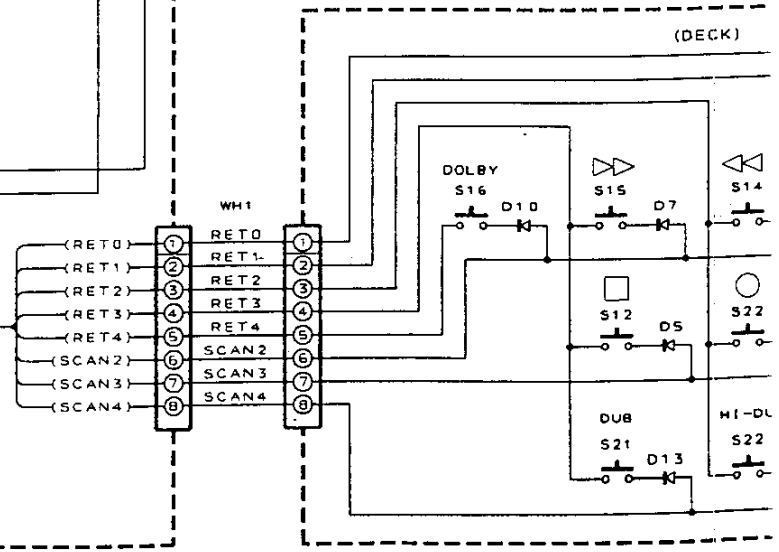 (DECK)
DOLBY
S16
D10
S15
D7
S14
WH1
(RET0) 1 RET0 1
(RET1) 2 RET1 2
(RET2) 3 RET2 3
(RET3) 4 RET3 4
(RET4) 5 RET4 5
(SCAN2) 6 SCAN2 6
(SCAN3) 7 SCAN3 7
(SCAN4) 8 SCAN4 8
S12
D5
S22
DUB
S21
D13
HI-DU
S22